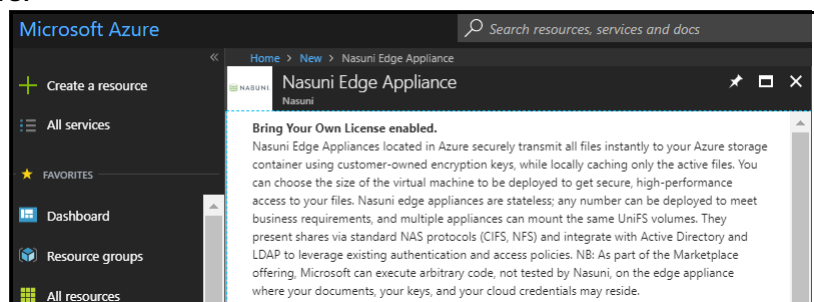 Microsoft Azure
Search resources, services and docs
«
Home > New > Nasuni Edge Appliance
Create a resource
NASUNI
Nasuni Edge Appliance
Nasuni
All services
FAVORITES
Dashboard
Resource groups
All resources
Bring Your Own License enabled.
Nasuni Edge Appliances located in Azure securely transmit all files instantly to your Azure storage
container using customer-owned encryption keys, while locally caching only the active files. You
can choose the size of the virtual machine to be deployed to get secure, high-performance
access to your files. Nasuni edge appliances are stateless; any number can be deployed to meet
business requirements, and multiple appliances can mount the same UniFS volumes. They
present shares via standard NAS protocols (CIFS, NFS) and integrate with Active Directory and
LDAP to leverage existing authentication and access policies. NB: As part of the Marketplace
offering, Microsoft can execute arbitrary code, not tested by Nasuni, on the edge appliance
where your documents, your keys, and your cloud credentials may reside.